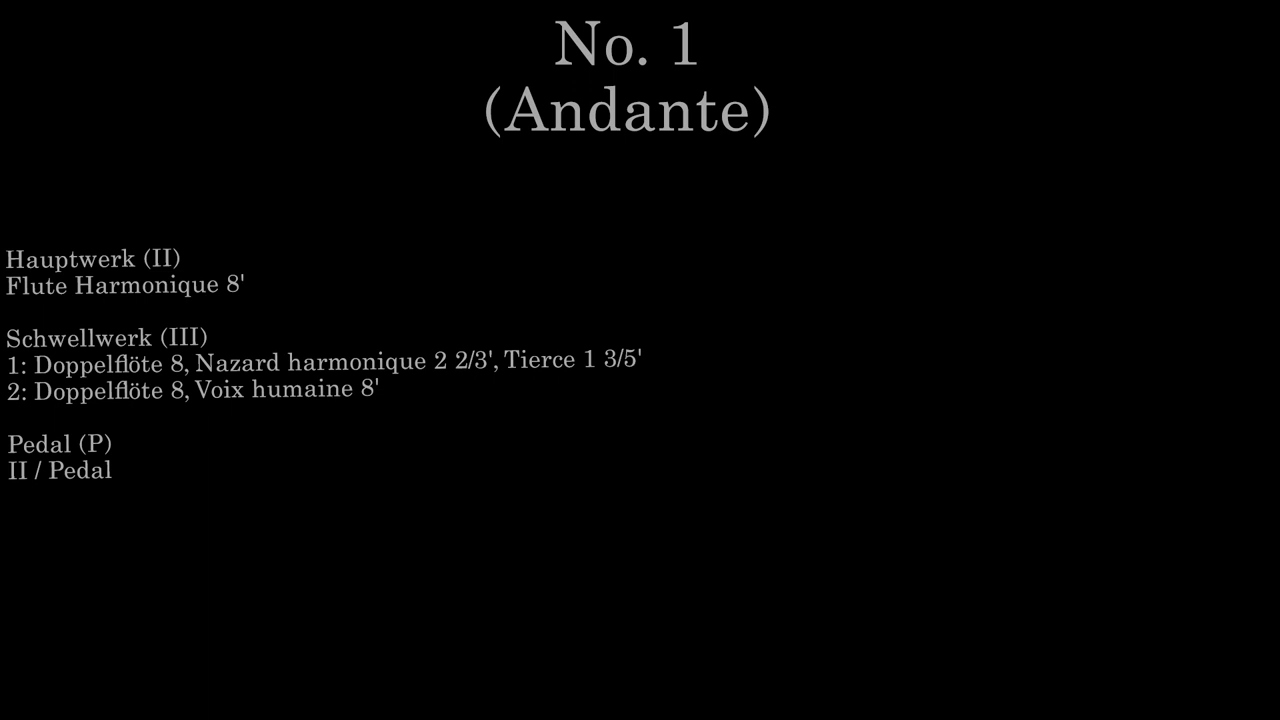 No. 1
(Andante)
Hauptwerk (II)
Flute Harmonique 8'
Schwellwerk (III)
1: Doppelflöte 8, Nazard harmonique 2 2/3', Tierce 1 3/5'
2: Doppelflöte 8, Voix humaine 8'
Pedal (P)
II / Pedal